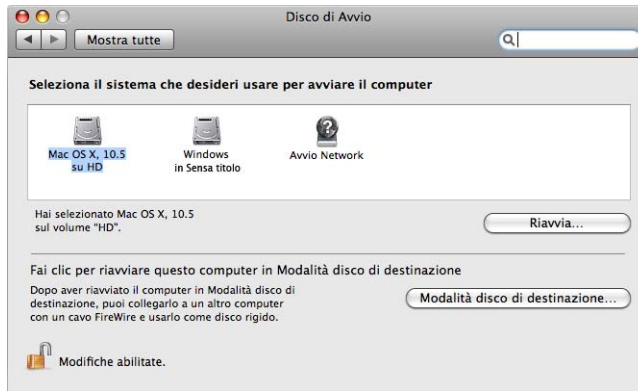 Disco di Avvio
Mostra tutte
Seleziona il sistema che desideri usare per avviare il computer
Mac OS X, 10.5
su HD
Windows
in Sensa titolo
Avvio Network
Hai selezionato Mac OS X, 10.5
sul volume "HD".
Riavvia...
Fai clic per riavviare questo computer in Modalità disco di destinazione
Dopo aver riavviato il computer in Modalità disco di
destinazione, puoi collegarlo a un altro computer
con un cavo FireWire e usarlo come disco rigido.
Modalità disco di destinazione...
Modifiche abilitate.